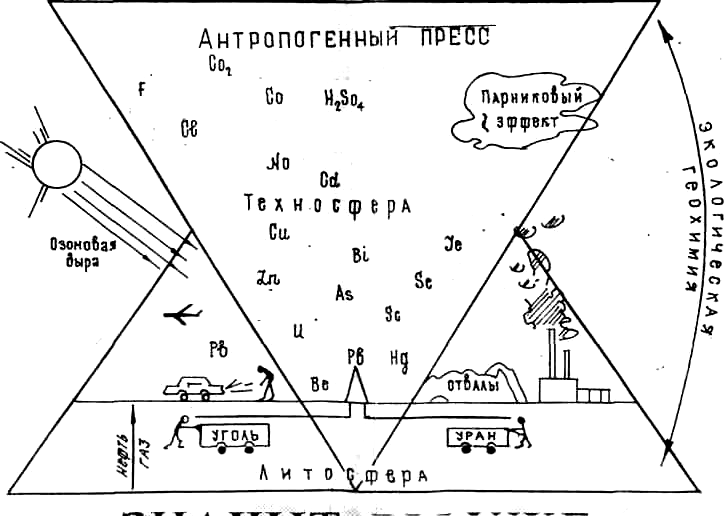 Антропогенный пресс
Co₂
F
Co
H₂So₄
Cl
Парниковый
эффект
No
Cd
Техносфера
Cu
Озоновая
дыра
Bi
Te
Zn
As
Se
U
Sc
Pb
Pb
Hg
Be
отвалы
уголь
уран
нефть
газ
Литосфера
экологическая
геохимия